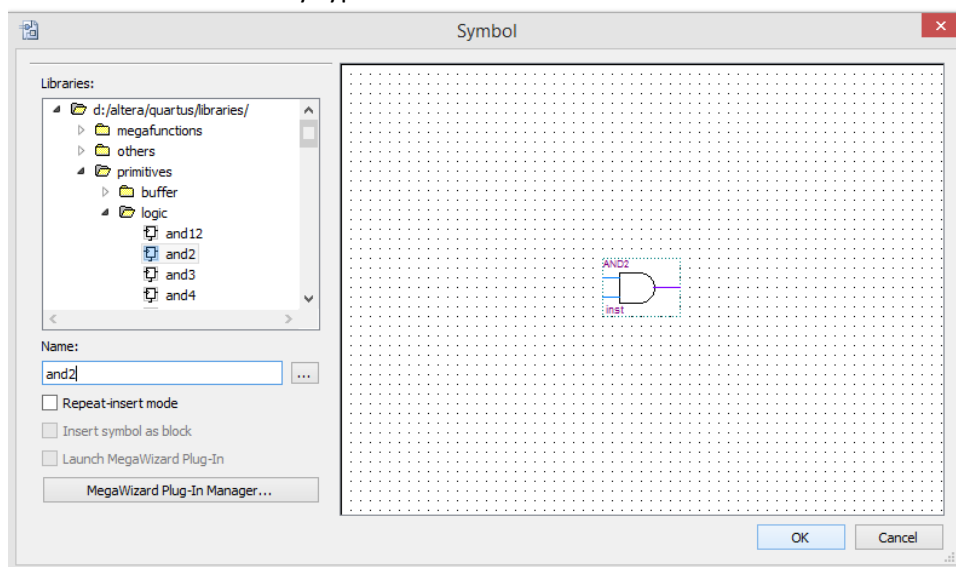 Symbol
Libraries:
d:/altera/quartus/libraries/
megafunctions
others
primitives
buffer
logic
and12
and2
and3
and4
Name:
and2
...
Repeat-insert mode
Insert symbol as block
Launch MegaWizard Plug-In
MegaWizard Plug-In Manager...
AND2
inst
OK
Cancel